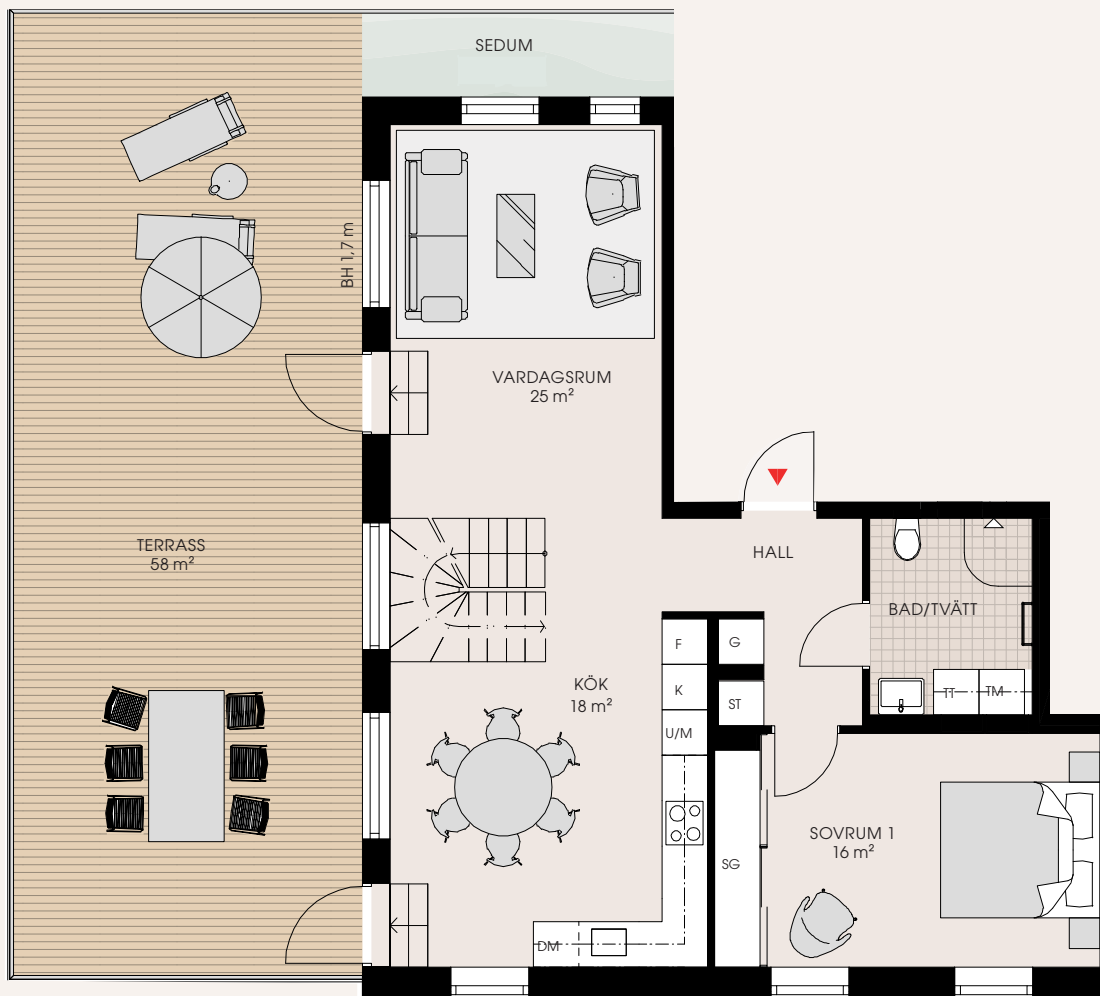 SEDUM
BH 1,7 m
VARDAGSRUM
25 m²
TERRASS
58 m²
HALL
BAD/TVÄTT
F
G
K
ST
U/M
KÖK
18 m²
TT
TM
SOVRUM 1
16 m²
SG
DM